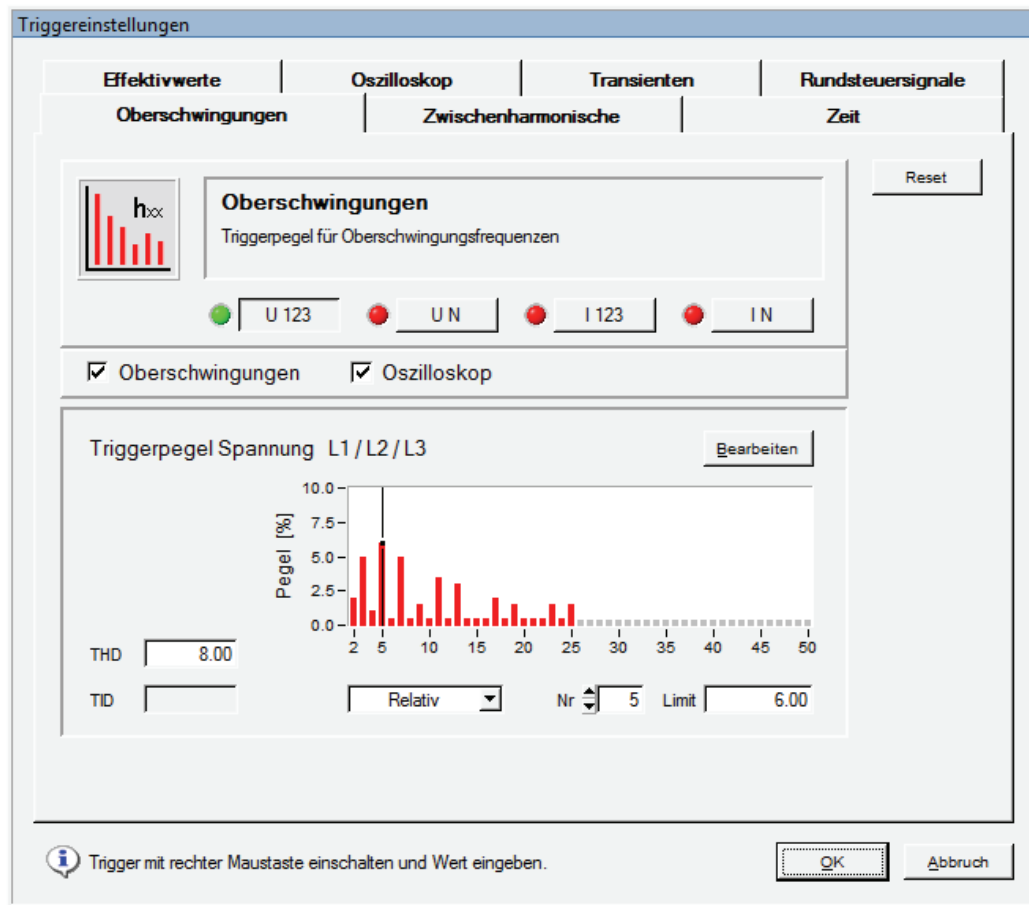 Triggereinstellungen
Effektivwerte
Oszilloskop
Transienten
Rundsteuersignale
Oberschwingungen
Zwischenharmonische
Zeit
hxx
Oberschwingungen
Triggerpegel für Oberschwingungsfrequenzen
Reset
U 123
U N
I 123
I N
Oberschwingungen
Oszilloskop
Triggerpegel Spannung L1 / L2 / L3
Bearbeiten
Pegel [%]
10.0
7.5
5.0
2.5
0.0
2 5 10 15 20 25 30 35 40 45 50
THD 8.00
TID
Relativ
Nr 5
Limit 6.00
Trigger mit rechter Maustaste einschalten und Wert eingeben.
OK
Abbruch